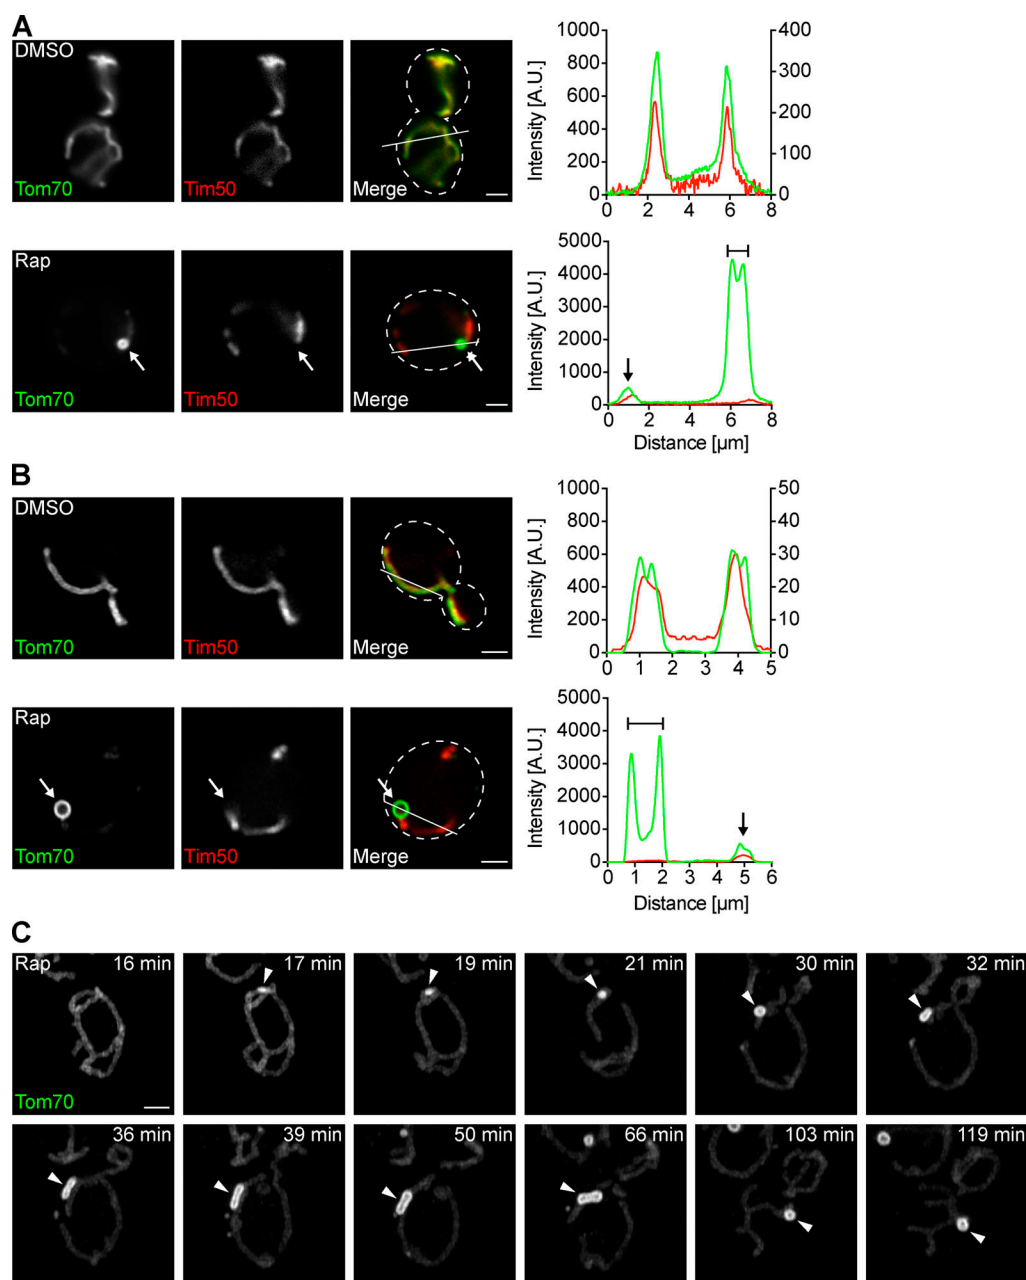 A
DMSO
Tom70
Tim50
Merge
Intensity [A.U.]
1000
800
600
400
200
0
400
300
200
100
0
0 2 4 6 8
Rap
Tom70
Tim50
Merge
Intensity [A.U.]
5000
4000
3000
2000
1000
0
0 2 4 6 8
Distance [µm]
B
DMSO
Tom70
Tim50
Merge
Intensity [A.U.]
1000
800
600
400
200
0
50
40
30
20
10
0
0 1 2 3 4 5
Rap
Tom70
Tim50
Merge
Intensity [A.U.]
5000
4000
3000
2000
1000
0
0 1 2 3 4 5 6
Distance [µm]
C
Rap 16 min 17 min 19 min 21 min 30 min 32 min
Tom70
36 min 39 min 50 min 66 min 103 min 119 min